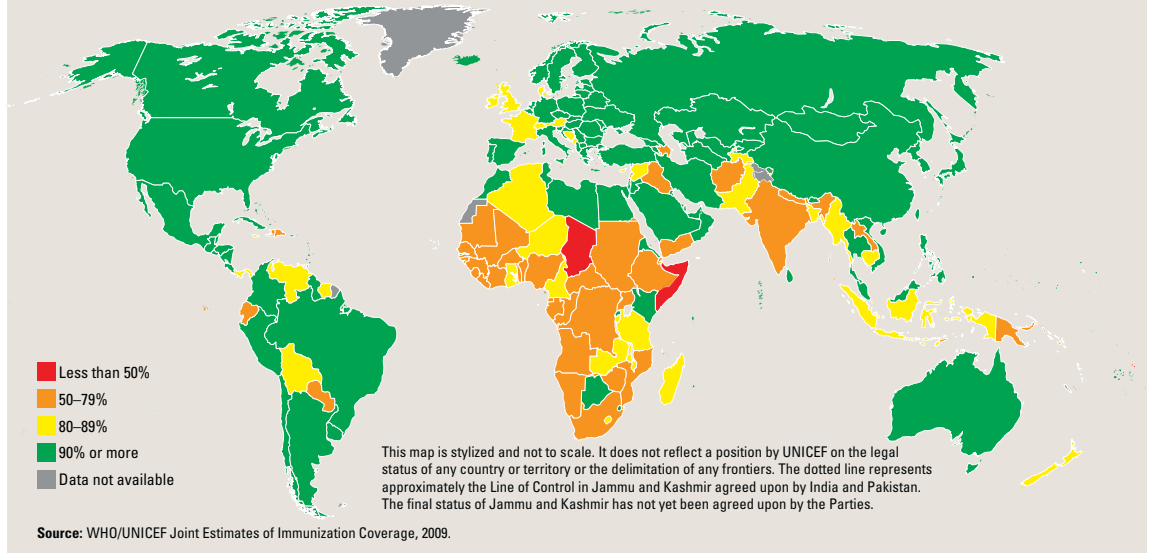 Less than 50%
50–79%
80–89%
90% or more
Data not available
This map is stylized and not to scale. It does not reflect a position by UNICEF on the legal
status of any country or territory or the delimitation of any frontiers. The dotted line represents
approximately the Line of Control in Jammu and Kashmir agreed upon by India and Pakistan.
The final status of Jammu and Kashmir has not yet been agreed upon by the Parties.
Source: WHO/UNICEF Joint Estimates of Immunization Coverage, 2009.